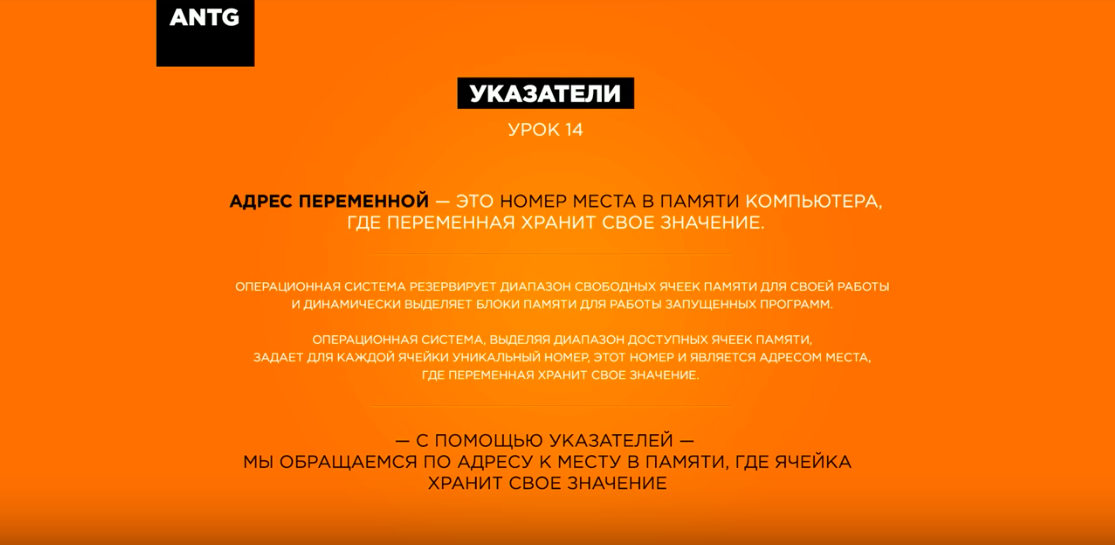 ANTG
УКАЗАТЕЛИ
УРОК 14
АДРЕС ПЕРЕМЕННОЙ — ЭТО НОМЕР МЕСТА В ПАМЯТИ КОМПЬЮТЕРА,
ГДЕ ПЕРЕМЕННАЯ ХРАНИТ СВОЕ ЗНАЧЕНИЕ.
ОПЕРАЦИОННАЯ СИСТЕМА РЕЗЕРВИРУЕТ ДИАПАЗОН СВОБОДНЫХ ЯЧЕЕК ПАМЯТИ ДЛЯ СВОЕЙ РАБОТЫ
И ДИНАМИЧЕСКИ ВЫДЕЛЯЕТ БЛОКИ ПАМЯТИ ДЛЯ РАБОТЫ ЗАПУЩЕННЫХ ПРОГРАММ.
ОПЕРАЦИОННАЯ СИСТЕМА, ВЫДЕЛЯЯ ДИАПАЗОН ДОСТУПНЫХ ЯЧЕЕК ПАМЯТИ,
ЗАДАЕТ ДЛЯ КАЖДОЙ ЯЧЕЙКИ УНИКАЛЬНЫЙ НОМЕР, ЭТОТ НОМЕР И ЯВЛЯЕТСЯ АДРЕСОМ МЕСТА,
ГДЕ ПЕРЕМЕННАЯ ХРАНИТ СВОЕ ЗНАЧЕНИЕ.
— С ПОМОЩЬЮ УКАЗАТЕЛЕЙ —
МЫ ОБРАЩАЕМСЯ ПО АДРЕСУ К МЕСТУ В ПАМЯТИ, ГДЕ ЯЧЕЙКА
ХРАНИТ СВОЕ ЗНАЧЕНИЕ